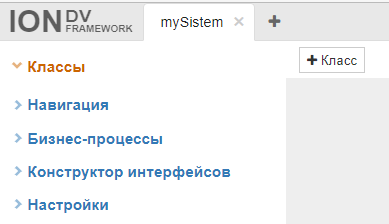 ION DV FRAMEWORK mySistem × +
Классы + Класс
Навигация
Бизнес-процессы
Конструктор интерфейсов
Настройки